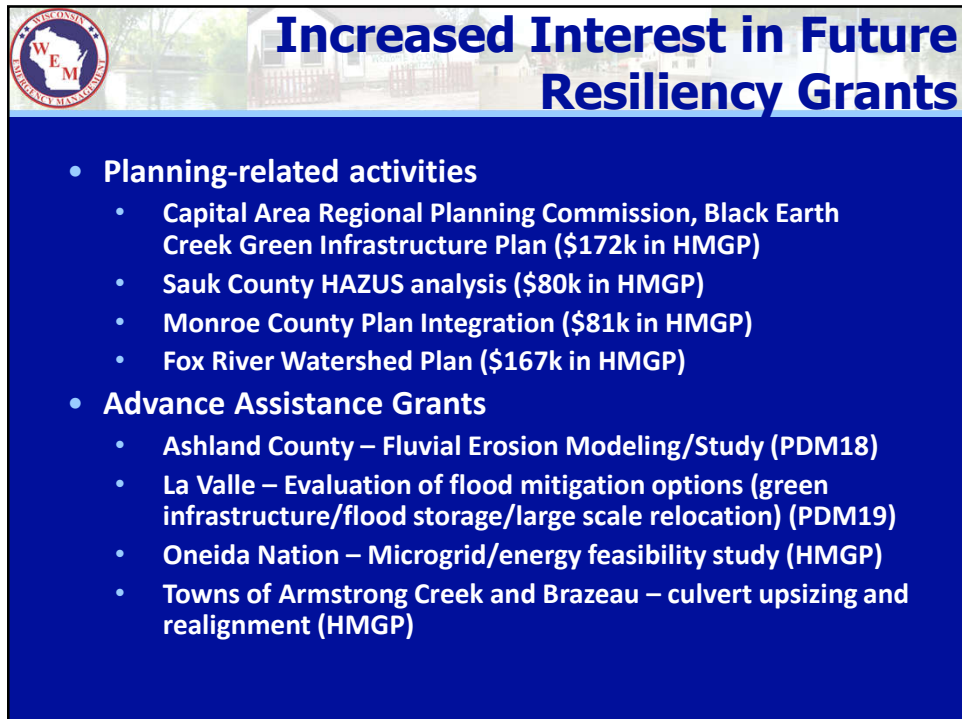 WISCONSIN
W
E
M
EMERGENCY MANAGEMENT
Increased Interest in Future
Resiliency Grants
• Planning-related activities
• Capital Area Regional Planning Commission, Black Earth
Creek Green Infrastructure Plan ($172k in HMGP)
• Sauk County HAZUS analysis ($80k in HMGP)
• Monroe County Plan Integration ($81k in HMGP)
• Fox River Watershed Plan ($167k in HMGP)
• Advance Assistance Grants
• Ashland County – Fluvial Erosion Modeling/Study (PDM18)
• La Valle – Evaluation of flood mitigation options (green
infrastructure/flood storage/large scale relocation) (PDM19)
• Oneida Nation – Microgrid/energy feasibility study (HMGP)
• Towns of Armstrong Creek and Brazeau – culvert upsizing and
realignment (HMGP)